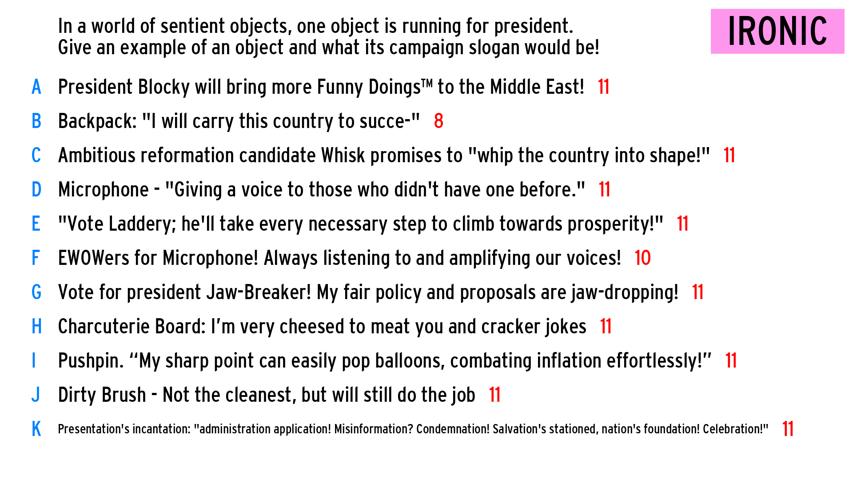 In a world of sentient objects, one object is running for president.
Give an example of an object and what its campaign slogan would be!
IRONIC
A President Blocky will bring more Funny Doings™ to the Middle East! 11
B Backpack: "I will carry this country to succe-" 8
C Ambitious reformation candidate Whisk promises to "whip the country into shape!" 11
D Microphone - "Giving a voice to those who didn't have one before." 11
E "Vote Laddery; he'll take every necessary step to climb towards prosperity!" 11
F EWOWers for Microphone! Always listening to and amplifying our voices! 10
G Vote for president Jaw-Breaker! My fair policy and proposals are jaw-dropping! 11
H Charcuterie Board: I’m very cheesed to meat you and cracker jokes 11
I Pushpin. “My sharp point can easily pop balloons, combating inflation effortlessly!” 11
J Dirty Brush - Not the cleanest, but will still do the job 11
K Presentation's incantation: "administration application! Misinformation? Condemnation! Salvation's stationed, nation's foundation! Celebration!" 11